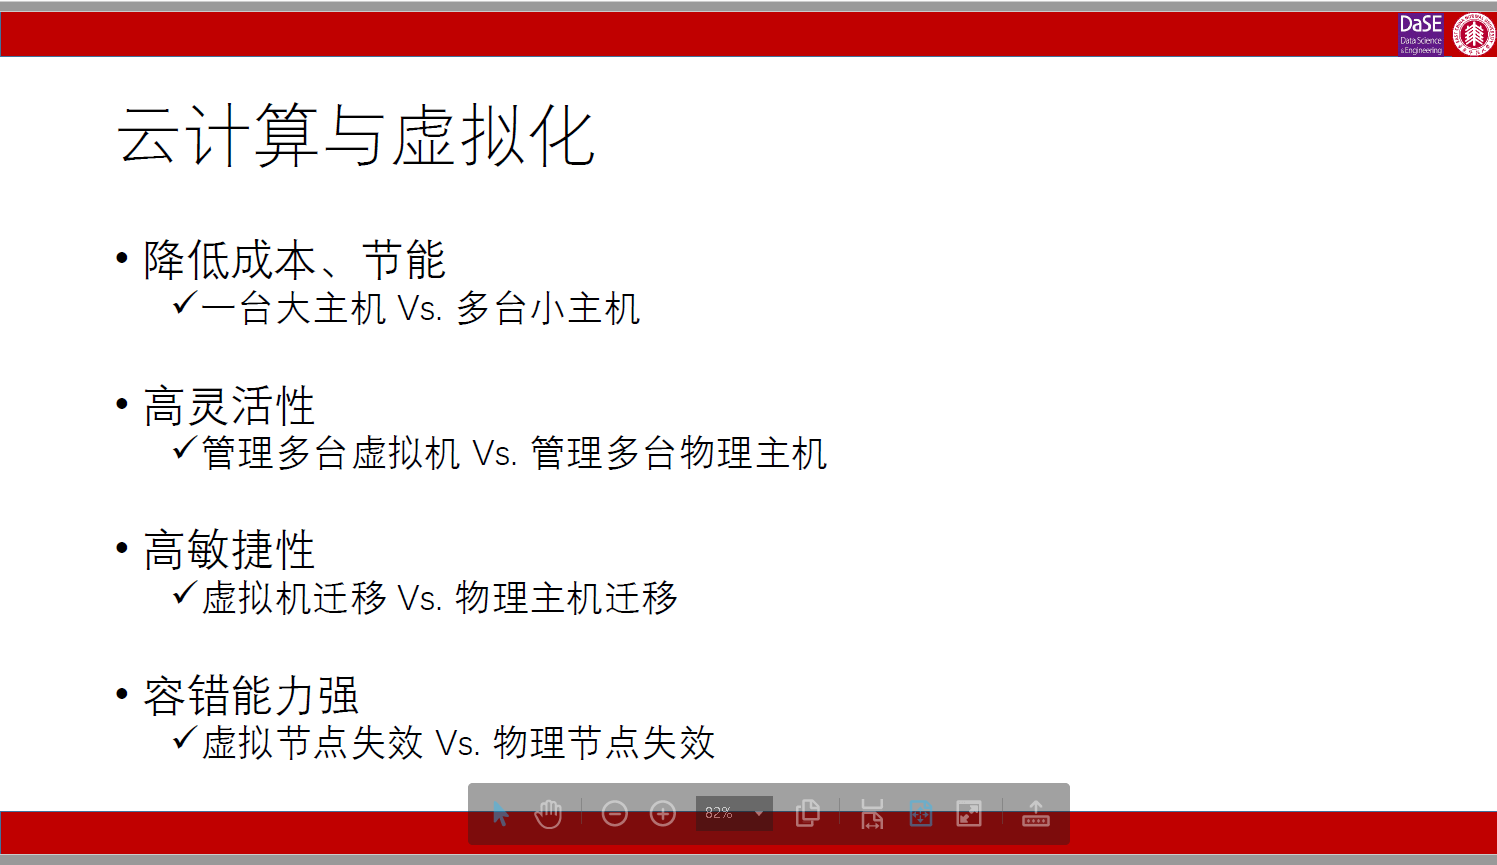 DaSE
Data Science
& Engineering
云计算与虚拟化
• 降低成本、节能
✓一台大主机 Vs. 多台小主机
• 高灵活性
✓管理多台虚拟机 Vs. 管理多台物理主机
• 高敏捷性
✓虚拟机迁移 Vs. 物理主机迁移
• 容错能力强
✓虚拟节点失效 Vs. 物理节点失效
82%